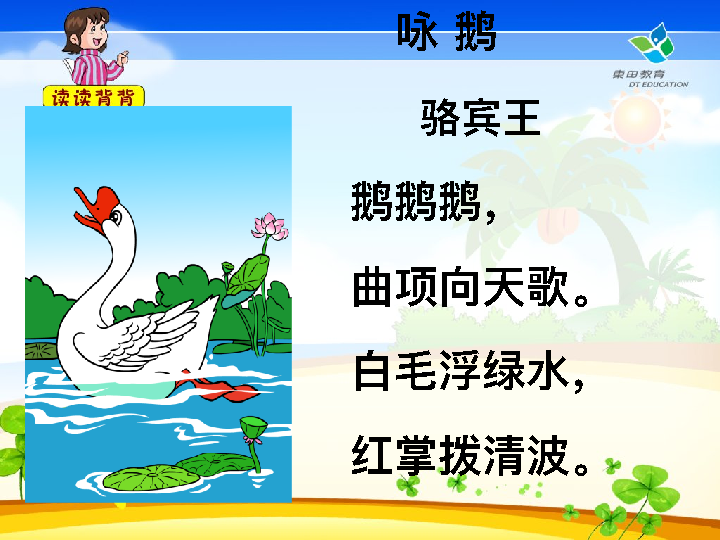 咏 鹅
東田教育
DT EDUCATION
读读背背
骆宾王
鹅鹅鹅，
曲项向天歌。
白毛浮绿水，
红掌拨清波。